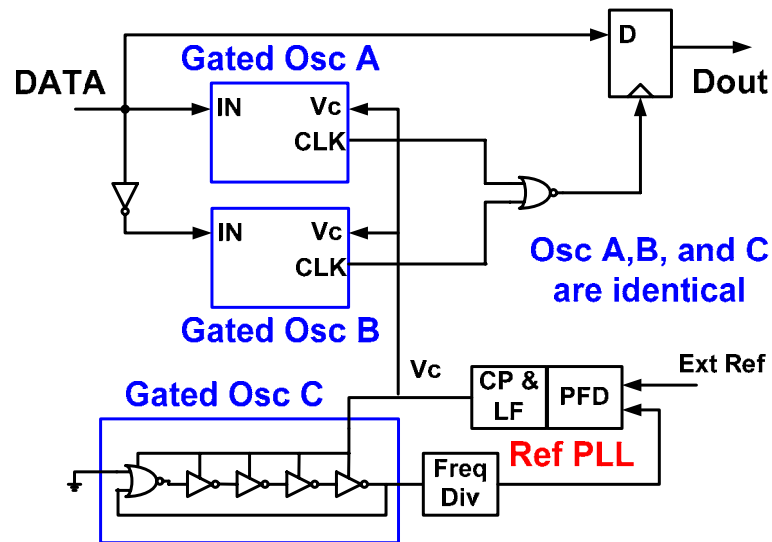 D
Gated Osc A
DATA
Dout
IN
Vc
CLK
IN
Vc
CLK
Osc A,B, and C
are identical
Gated Osc B
Vc
Ext Ref
Gated Osc C
CP &
LF
PFD
Ref PLL
Freq
Div